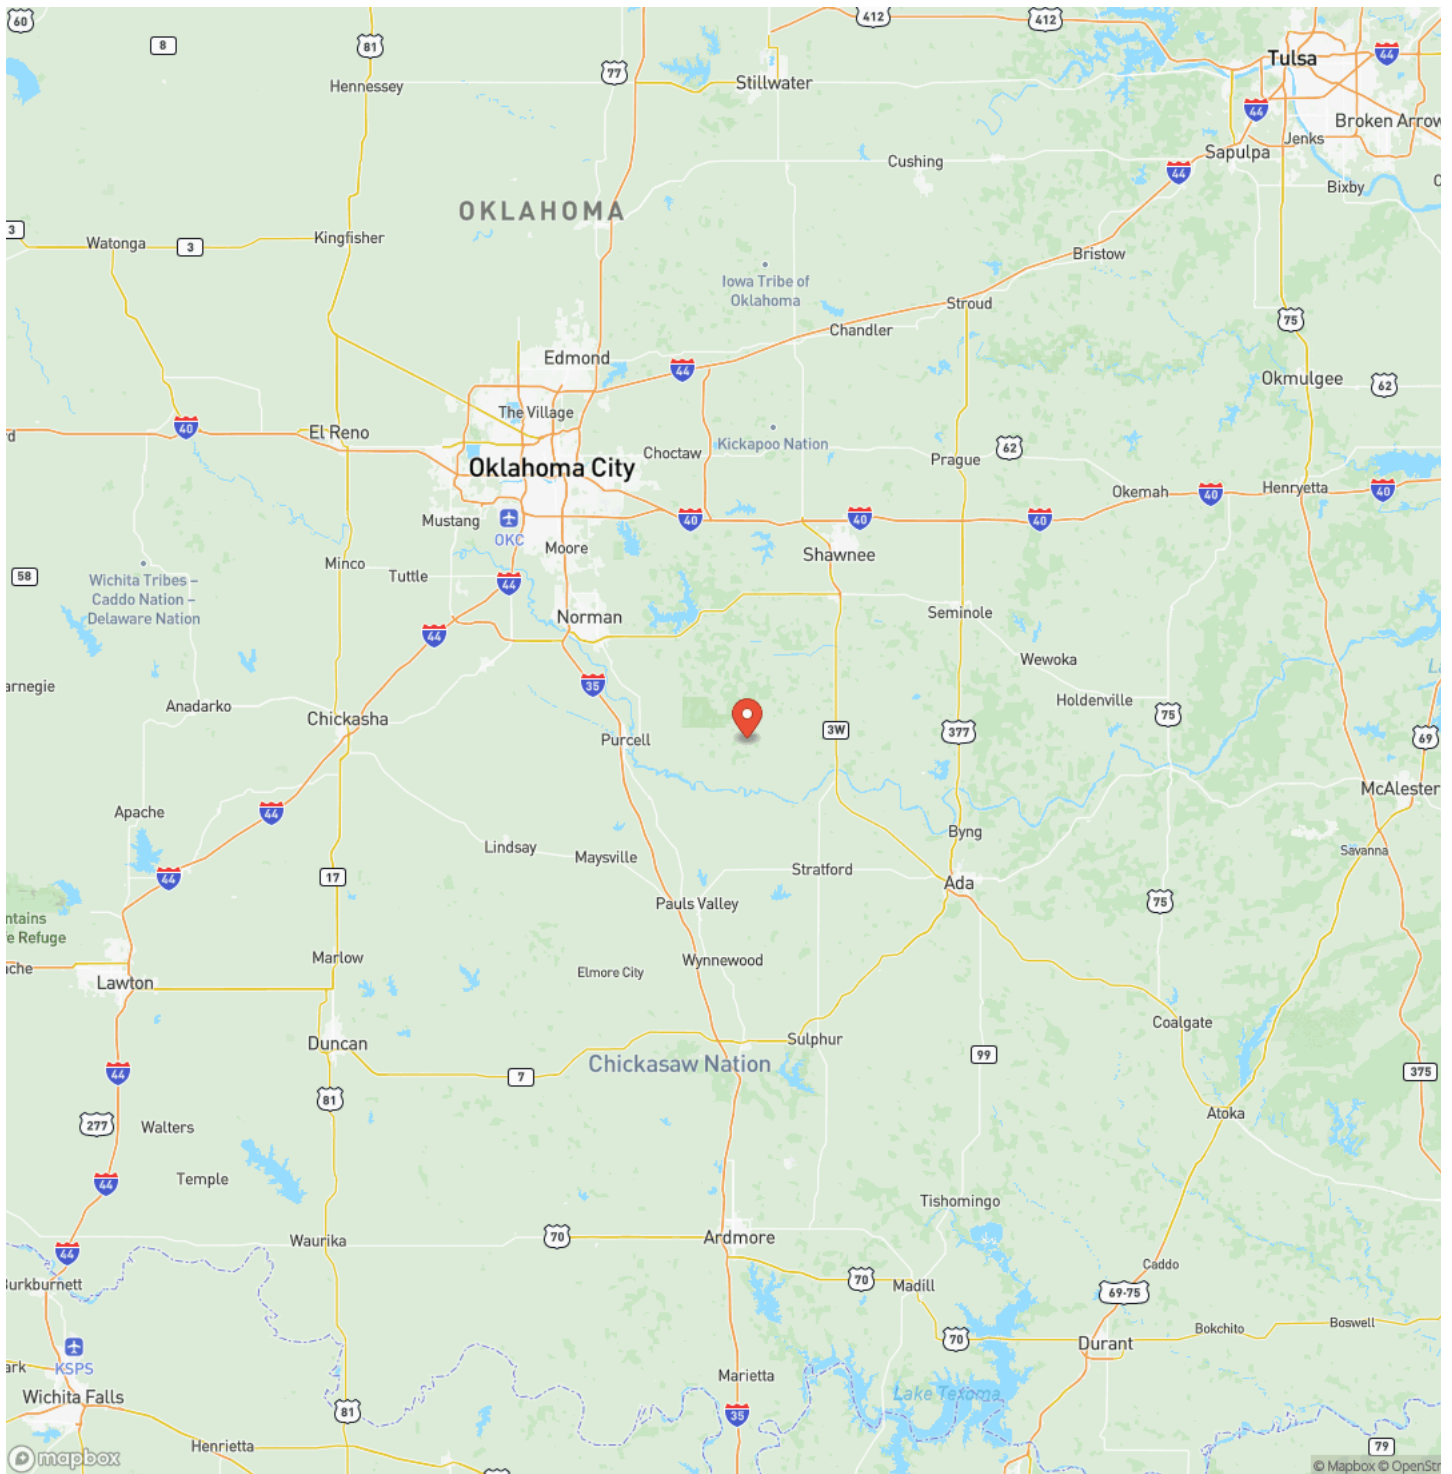 60
8
81
412
412
77
Tulsa
44
Hennessey
Stillwater
44
Broken Arrow
Jenks
Sapulpa
Cushing
44
Bixby
OKLAHOMA
3
Watonga
3
Kingfisher
Bristow
Iowa Tribe of
Oklahoma
Stroud
75
Chandler
Edmond
44
Okmulgee
62
The Village
40
El Reno
Choctaw
Kickapoo Nation
62
Prague
Oklahoma City
Okemah
40
Henryetta
40
Mustang
OKC
40
40
40
Moore
Shawnee
58
Wichita Tribes –
Caddo Nation –
Delaware Nation
Minco
Tuttle
44
Norman
Seminole
44
Wewoka
arnegie
35
Anadarko
Holdenville
75
Chickasha
Purcell
3W
377
69
McAlester
Apache
44
Byng
Lindsay
Maysville
Savanna
44
17
Stratford
Ada
75
Pauls Valley
ntains
e Refuge
Marlow
Wynnewood
che
Elmore City
Lawton
Coalgate
Duncan
Sulphur
99
Chickasaw Nation
44
7
375
81
277
Walters
Atoka
44
Temple
Tishomingo
Waurika
70
Ardmore
44
Caddo
Burkburnett
70
Madill
69-75
KSPS
70
Durant
Bokchito
Boswell
ark
Marietta
Wichita Falls
Lake Texoma
81
35
Henrietta
79
mapbox
© Mapbox © OpenStr